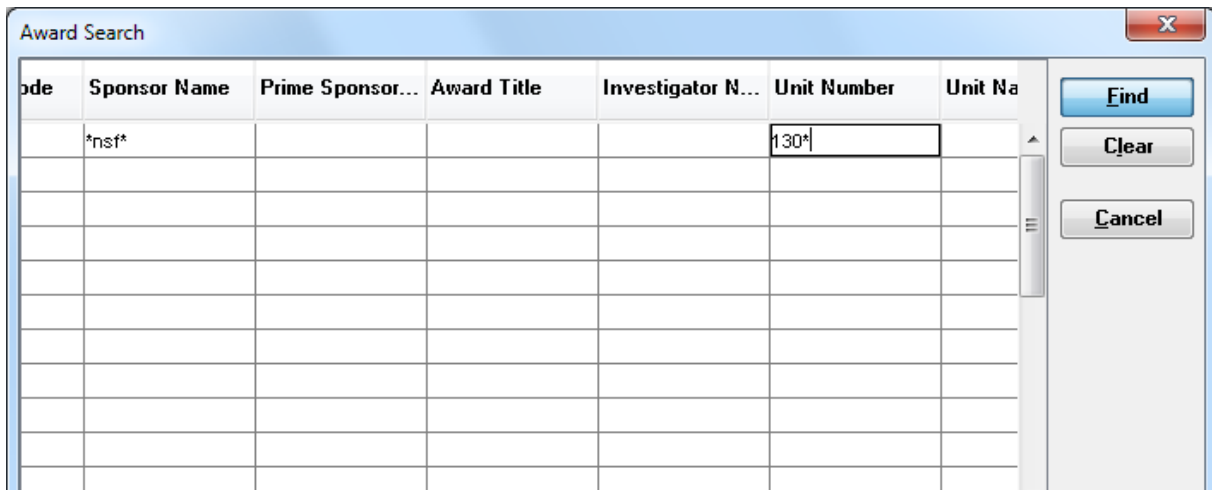 Award Search
ode Sponsor Name Prime Sponsor... Award Title Investigator N... Unit Number Unit Na
Find
*nsf* 130*
Clear
Cancel